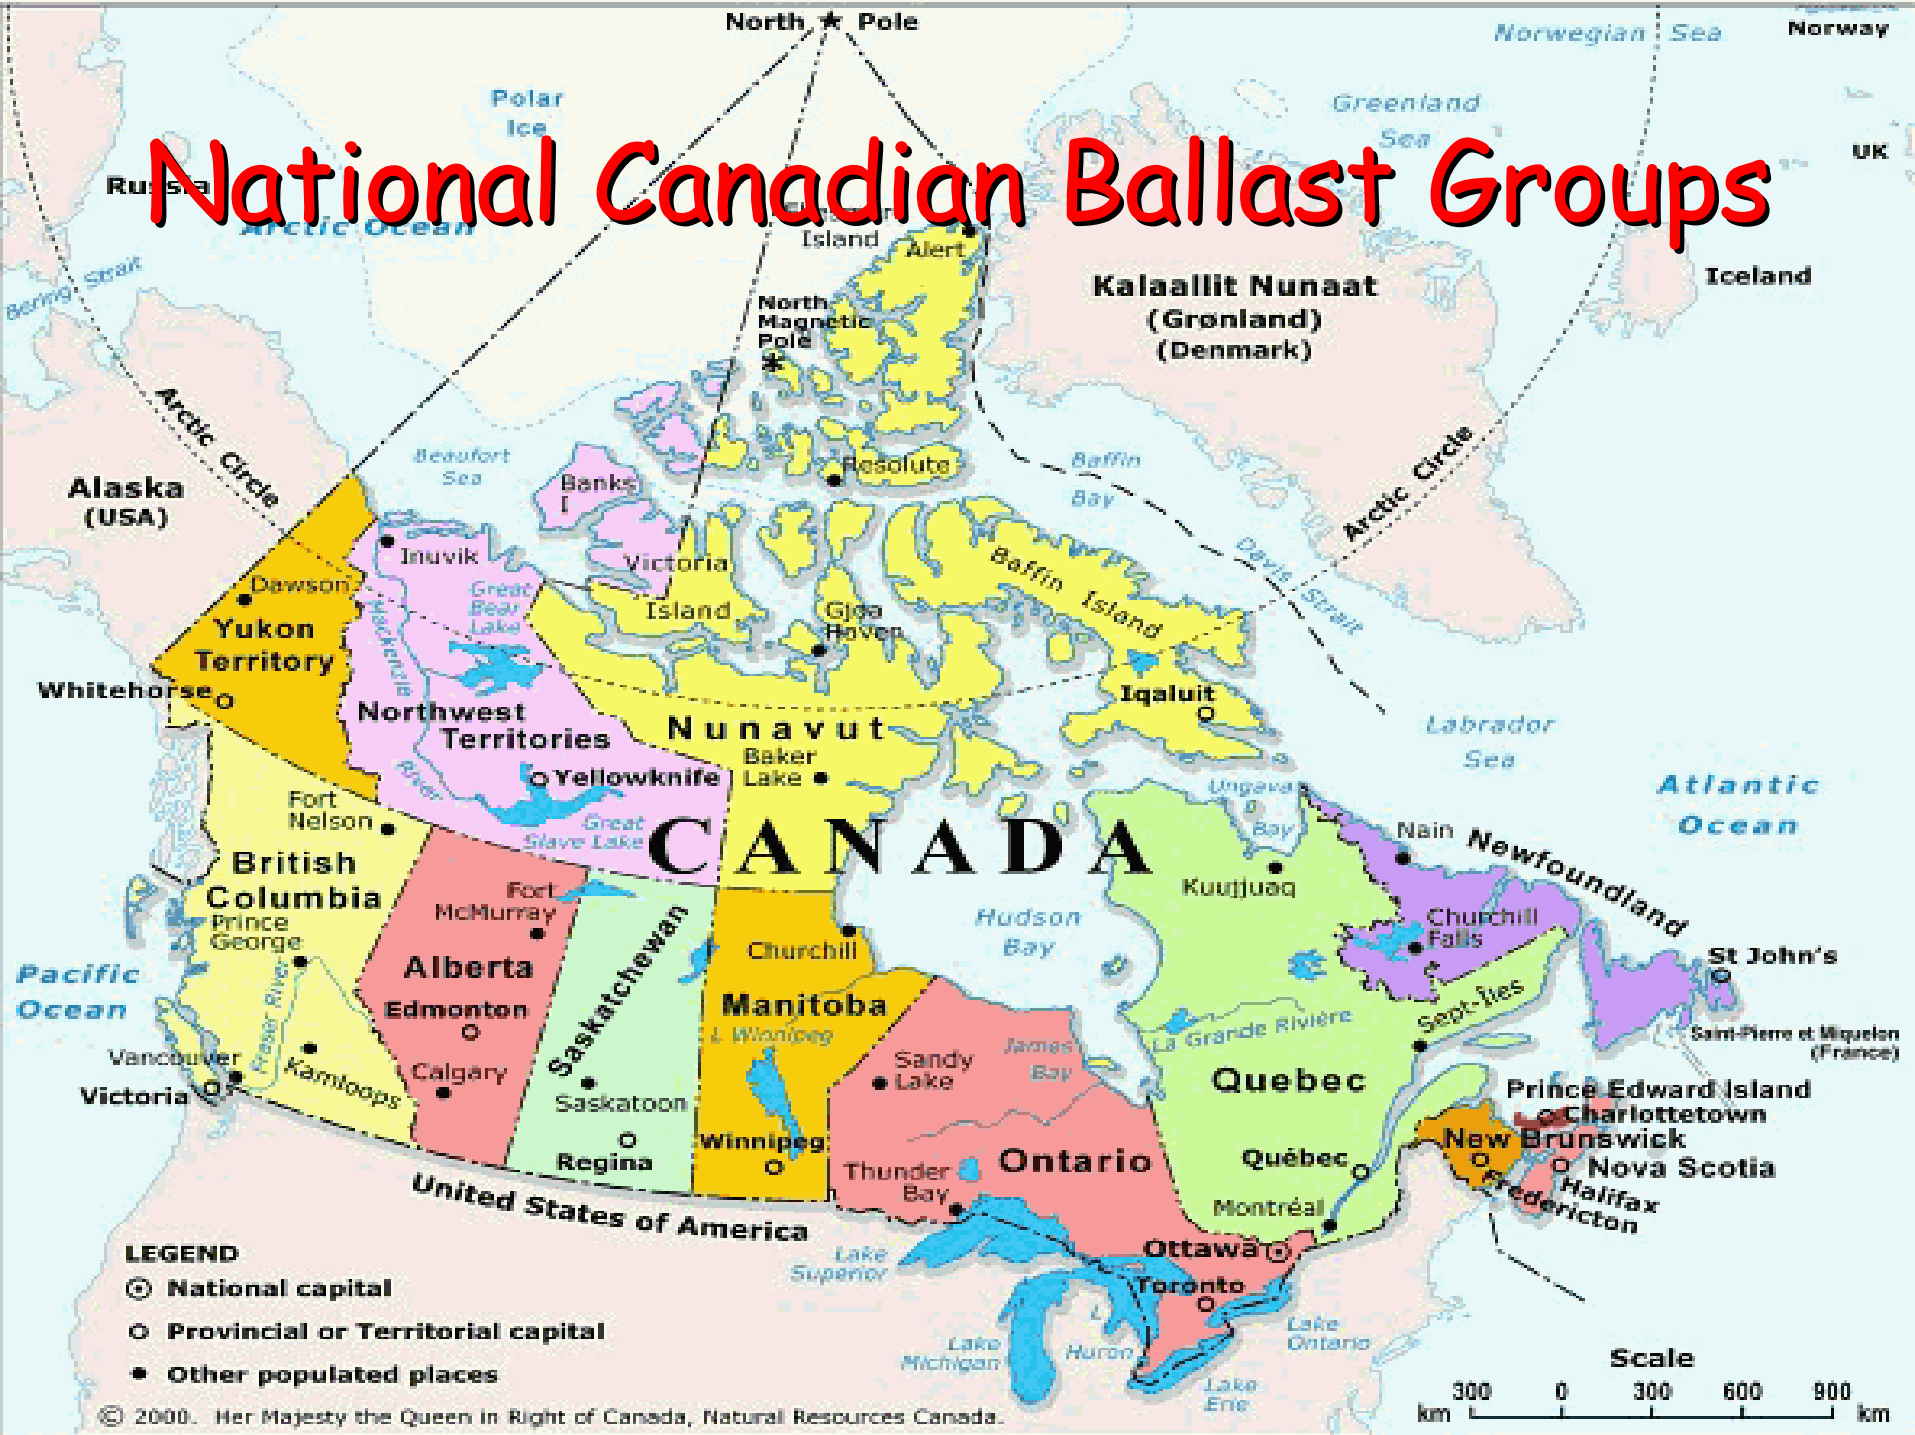 North Pole
Norwegian Sea
Norway
Polar
Ice
Greenland
Sea
UK
National Canadian Ballast Groups
Russia
Arctic Ocean
Island
Alert
Bering Strait
Kalaallit Nunaat
(Grønland)
(Denmark)
Iceland
North
Magnetic
Pole
Arctic Circle
Beaufort
Sea
Resolute
Baffin
Bay
Arctic Circle
Alaska
(USA)
Banks
I
Inuvik
Victoria
Island
Baffin Island
Davis Strait
Dawson
Great
Bear
Lake
Gjoa
Haven
Yukon
Territory
Mackenzie
River
Whitehorse
Iqaluit
Northwest
Territories
Nunavut
Labrador
Sea
Baker
Lake
Yellowknife
Ungava
Bay
Atlantic
Ocean
Fort
Nelson
Great
Slave Lake
CANADA
Nain
Newfoundland
British
Columbia
Fort
McMurray
Kuujjuaq
Prince
George
Saskatchewan
Churchill
Hudson
Bay
Churchill
Falls
St John's
Pacific
Ocean
Alberta
Edmonton
Manitoba
L Winnipeg
Sept-Îles
La Grande Rivière
Saint-Pierre et Miquelon
(France)
Fraser River
Vancouver
Victoria
Kamloops
Calgary
Sandy
Lake
James
Bay
Quebec
Prince Edward Island
Charlottetown
Saskatoon
Winnipeg
New Brunswick
Regina
Thunder
Bay
Ontario
Québec
Nova Scotia
Halifax
Fredericton
Montréal
United States of America
Ottawa
Lake
Superior
Toronto
LEGEND
National capital
Provincial or Territorial capital
Other populated places
Lake
Michigan
L
Huron
Lake
Ontario
Lake
Erie
Scale
300 0 300 600 900
km km
© 2000. Her Majesty the Queen in Right of Canada, Natural Resources Canada.